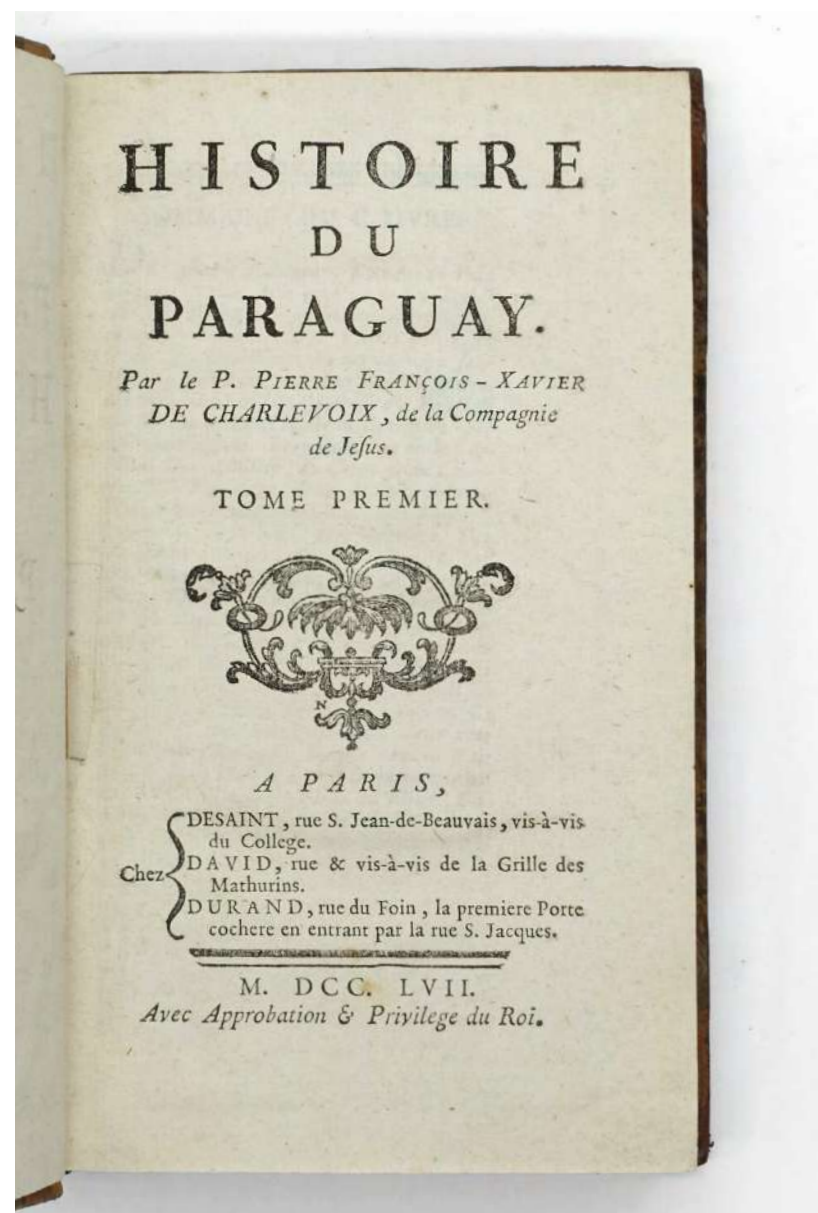 HISTOIRE
DU
PARAGUAY.
Par le P. PIERRE FRANÇOIS-XAVIER
DE CHARLEVOIX, de la Compagnie
de Jeſus.
TOME PREMIER.
N
A PARIS,
Chez
DESAINT, rue S. Jean-de-Beauvais, vis-à-vis
du College.
DAVID, rue & vis-à-vis de la Grille des
Mathurins.
DURAND, rue du Foin, la premiere Porte
cochere en entrant par la rue S. Jacques.
M. DCC. LVII.
Avec Approbation & Privilege du Roi.